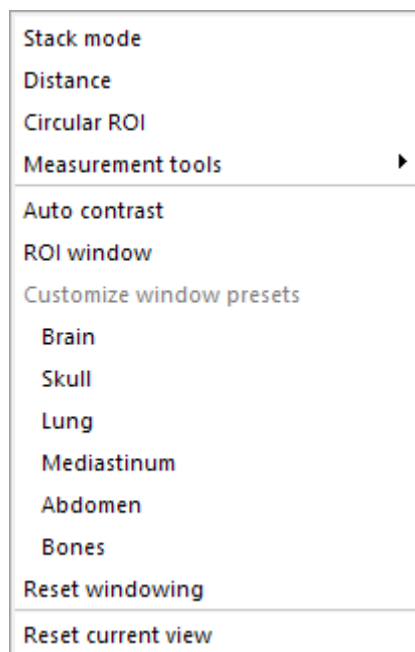 Stack mode
Distance
Circular ROI
Measurement tools
Auto contrast
ROI window
Customize window presets
Brain
Skull
Lung
Mediastinum
Abdomen
Bones
Reset windowing
Reset current view